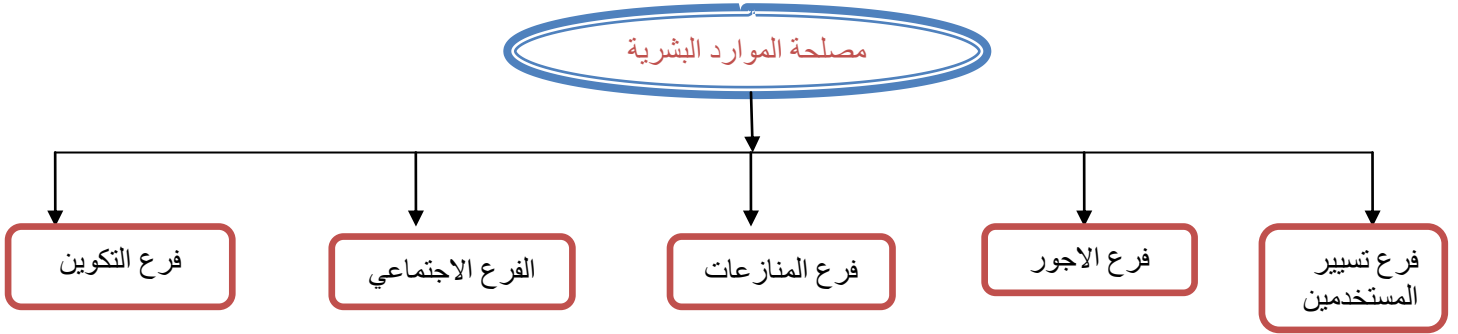 مصلحة الموارد البشرية
فرع تسيير
المستخدمين
فرع الاجور
فرع المنازعات
الفرع الاجتماعي
فرع التكوين